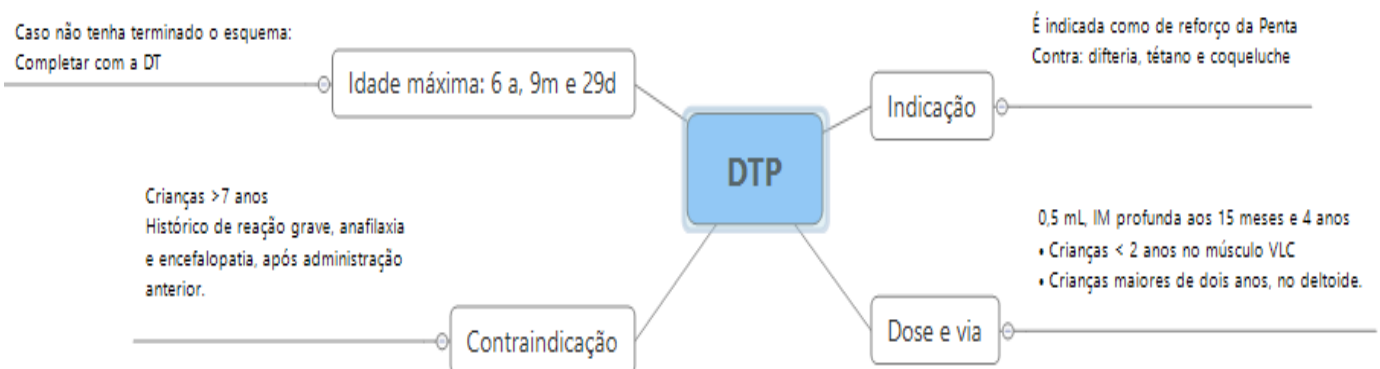 DTP
Indicação
É indicada como de reforço da Penta
Contra: difteria, tétano e coqueluche
Dose e via
0,5 mL, IM profunda aos 15 meses e 4 anos
• Crianças < 2 anos no músculo VLC
• Crianças maiores de dois anos, no deltoide.
Idade máxima: 6 a, 9m e 29d
Caso não tenha terminado o esquema:
Completar com a DT
Contraindicação
Crianças >7 anos
Histórico de reação grave, anafilaxia
e encefalopatia, após administração
anterior.